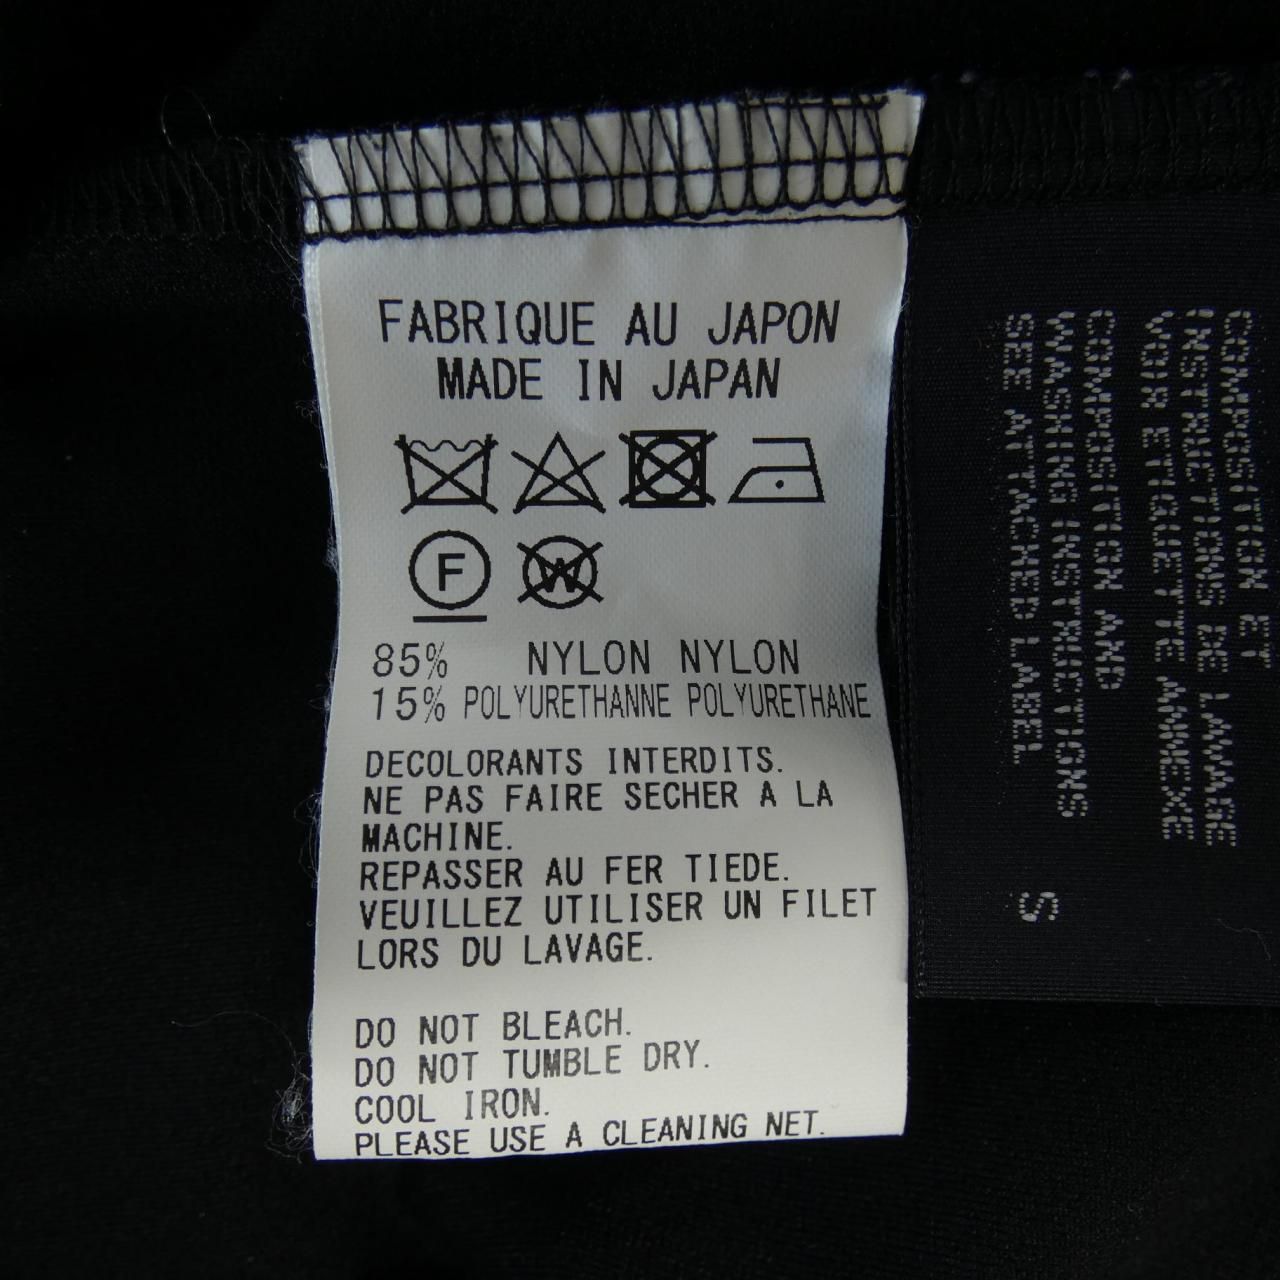 FABRIQUE AU JAPON
MADE IN JAPAN
F
W
85% NYLON NYLON
15% POLYURETHANNE POLYURETHANE
DECOLORANTS INTERDITS.
NE PAS FAIRE SECHER A LA
MACHINE.
REPASSER AU FER TIEDE.
VEUILLEZ UTILISER UN FILET
LORS DU LAVAGE.
DO NOT BLEACH.
DO NOT TUMBLE DRY.
COOL IRON.
PLEASE USE A CLEANING NET.
COMPOSITION ET
INSTRUCTIONS DE LAVAGE
VOIR ETIQUETTE ANNEXE
COMPOSITION AND
WASHING INSTRUCTIONS
SEE ATTACHED LABEL
S